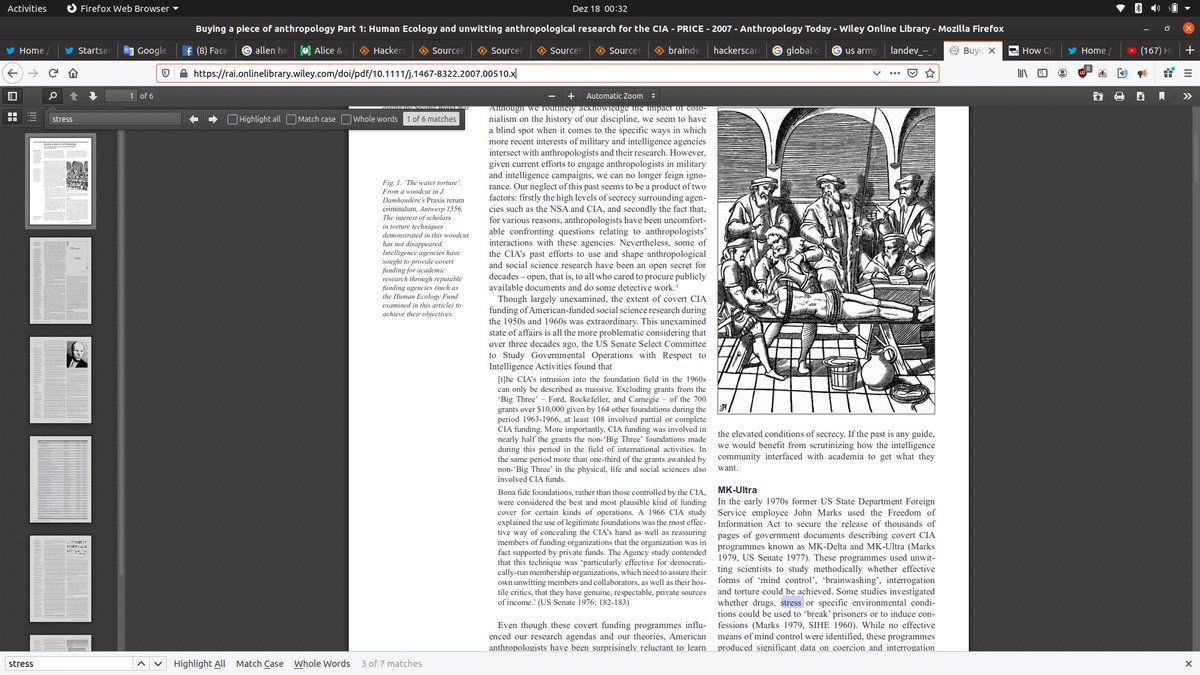 Activities
Firefox Web Browser
Dez 18 00:32
Buying a piece of anthropology Part 1: Human Ecology and unwitting anthropological research for the CIA - PRICE - 2007 - Anthropology Today - Wiley Online Library - Mozilla Firefox
Home /
Startsei
Google
(8) Face
allen he
Alice &
Hackers
SourceF
SourceF
SourceF
SourceF
brainde
hackerscar
global d
us army
landev_--_n
Buyin
How CI
Home /
(167) H
https://rai.onlinelibrary.wiley.com/doi/pdf/10.1111/j.1467-8322.2007.00510.x
1 of 6
Automatic Zoom
stress
Highlight all
Match case
Whole words
1 of 6 matches
Fig. 1. 'The water torture'.
From a woodcut in J.
Damhoudère's Praxis rerum
criminalum, Antwerp 1556.
The interest of scholars
in torture techniques
demonstrated in this woodcut
has not disappeared.
Intelligence agencies have
sought to provide covert
funding for academic
research through reputable
funding agencies (such as
the Human Ecology Fund
examined in this article) to
achieve their objectives.
Although we routinely acknowledge the impact of colo-
nialism on the history of our discipline, we seem to have
a blind spot when it comes to the specific ways in which
more recent interests of military and intelligence agencies
intersect with anthropologists and their research. However,
given current efforts to engage anthropologists in military
and intelligence campaigns, we can no longer feign igno-
rance. Our neglect of this past seems to be a product of two
factors: firstly the high levels of secrecy surrounding agen-
cies such as the NSA and CIA, and secondly the fact that,
for various reasons, anthropologists have been uncomfort-
able confronting questions relating to anthropologists'
interactions with these agencies. Nevertheless, some of
the CIA's past efforts to use and shape anthropological
and social science research have been an open secret for
decades – open, that is, to all who cared to procure publicly
available documents and do some detective work.³
Though largely unexamined, the extent of covert CIA
funding of American-funded social science research during
the 1950s and 1960s was extraordinary. This unexamined
state of affairs is all the more problematic considering that
over three decades ago, the US Senate Select Committee
to Study Governmental Operations with Respect to
Intelligence Activities found that
[t]he CIA's intrusion into the foundation field in the 1960s
can only be described as massive. Excluding grants from the
'Big Three' – Ford, Rockefeller, and Carnegie – of the 700
grants over $10,000 given by 164 other foundations during the
period 1963-1966, at least 108 involved partial or complete
CIA funding. More importantly, CIA funding was involved in
nearly half the grants the non-'Big Three' foundations made
during this period in the field of international activities. In
the same period more than one-third of the grants awarded by
non-'Big Three' in the physical, life and social sciences also
involved CIA funds.
Bona fide foundations, rather than those controlled by the CIA,
were considered the best and most plausible kind of funding
cover for certain kinds of operations. A 1966 CIA study
explained the use of legitimate foundations was the most effec-
tive way of concealing the CIA's hand as well as reassuring
members of funding organizations that the organization was in
fact supported by private funds. The Agency study contended
that this technique was 'particularly effective for democrati-
cally-run membership organizations, which need to assure their
own unwitting members and collaborators, as well as their hos-
tile critics, that they have genuine, respectable, private sources
of income.' (US Senate 1976: 182-183)
Even though these covert funding programmes influ-
enced our research agendas and our theories, American
anthropologists have been surprisingly reluctant to learn
the elevated conditions of secrecy. If the past is any guide,
we would benefit from scrutinizing how the intelligence
community interfaced with academia to get what they
want.
MK-Ultra
In the early 1970s former US State Department Foreign
Service employee John Marks used the Freedom of
Information Act to secure the release of thousands of
pages of government documents describing covert CIA
programmes known as MK-Delta and MK-Ultra (Marks
1979, US Senate 1977). These programmes used unwit-
ting scientists to study methodically whether effective
forms of 'mind control', 'brainwashing', interrogation
and torture could be achieved. Some studies investigated
whether drugs, stress or specific environmental condi-
tions could be used to 'break' prisoners or to induce con-
fessions (Marks 1979, SIHE 1960). While no effective
means of mind control were identified, these programmes
produced significant data on coercion and interrogation
stress
Highlight All
Match Case
Whole Words
3 of 7 matches